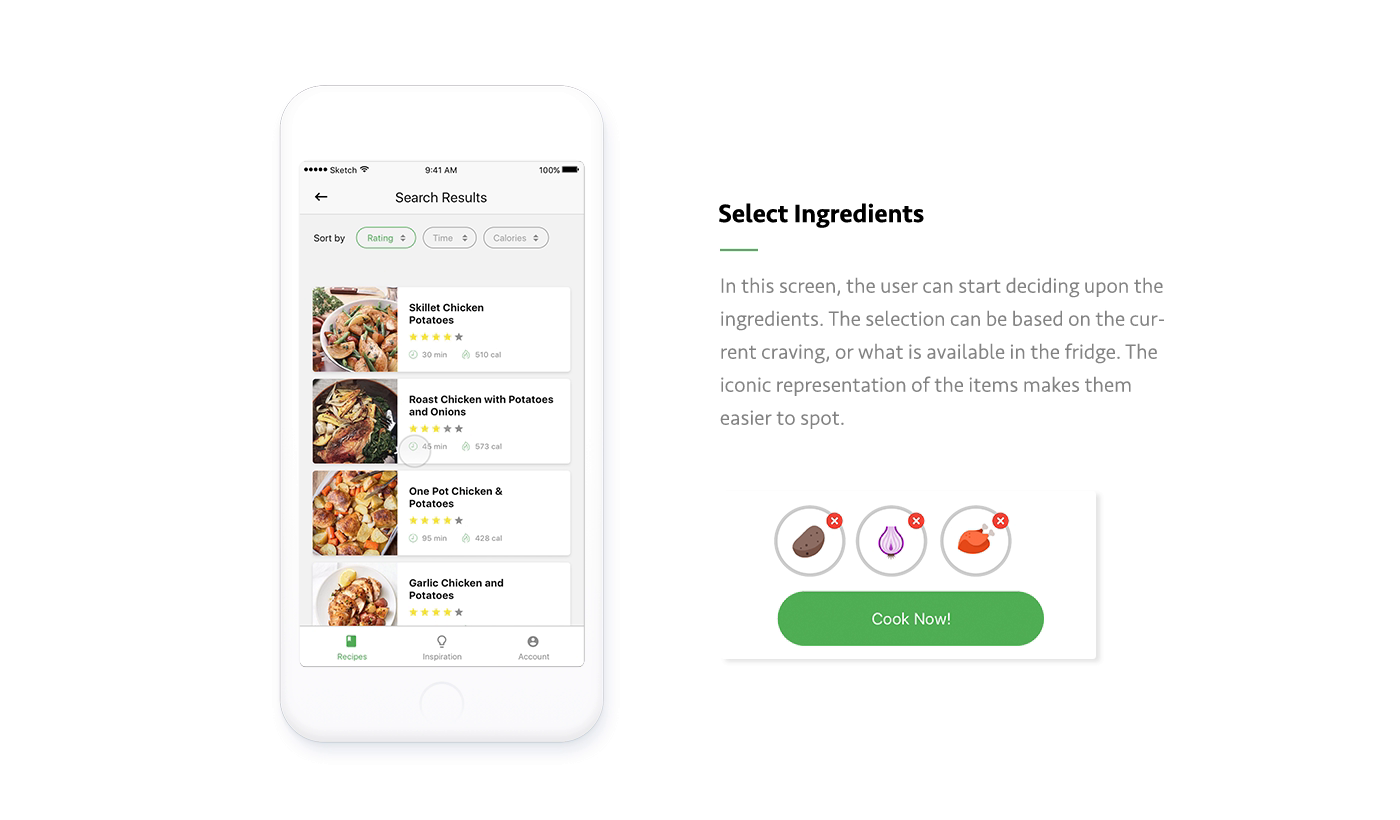 Sketch 9:41 AM 100%
Search Results
Sort by Rating Time Calories
Skillet Chicken
Potatoes
30 min 510 cal
Roast Chicken with Potatoes
and Onions
45 min 573 cal
One Pot Chicken &
Potatoes
95 min 428 cal
Garlic Chicken and
Potatoes
Recipes Inspiration Account
Select Ingredients
In this screen, the user can start deciding upon the
ingredients. The selection can be based on the cur-
rent craving, or what is available in the fridge. The
iconic representation of the items makes them
easier to spot.
Cook Now!